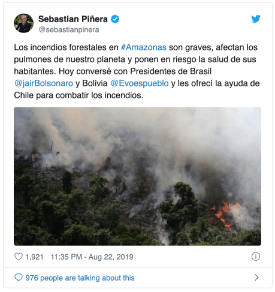 Sebastian Piñera
@sebastianpinera
Los incendios forestales en #Amazonas son graves, afectan los
pulmones de nuestro planeta y ponen en riesgo la salud de sus
habitantes. Hoy conversé con Presidentes de Brasil
@jairBolsonaro y Bolivia @Evoespueblo y les ofrecí la ayuda de
Chile para combatir los incendios.
1,921 11:35 PM - Aug 22, 2019
976 people are talking about this